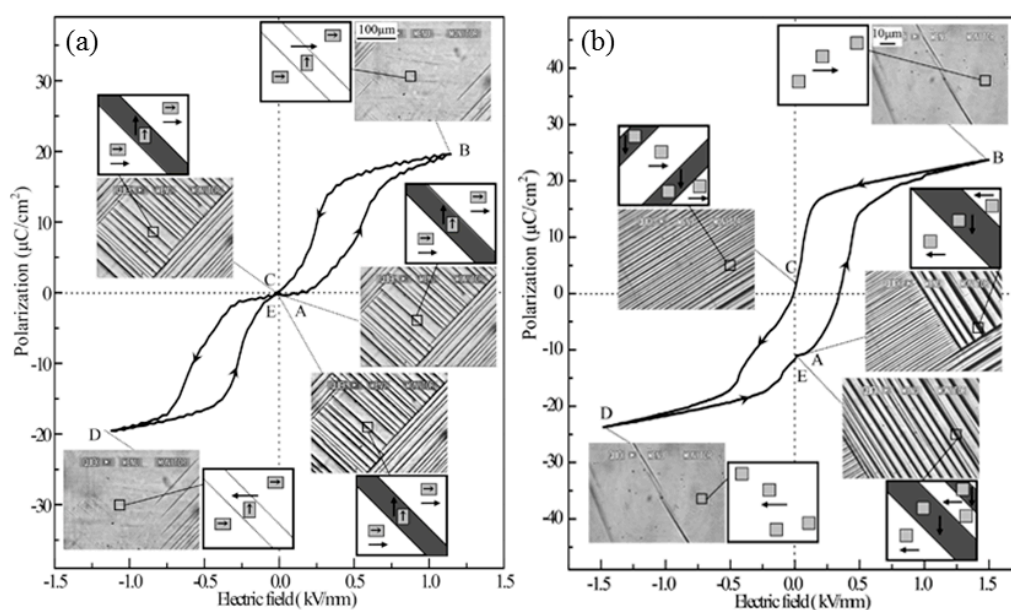 (a)
100μm
30
20
10
0
-10
-20
-30
-40
Polarization (μC/cm²)
B
C
E
A
D
-1.5
-1.0
-0.5
0.0
0.5
1.0
1.5
Electric field ( kV/mm)
(b)
10μm
40
30
20
10
0
-10
-20
-30
-40
Polarization (μC/cm²)
B
C
A
E
D
-1.5
-1.0
-0.5
0.0
0.5
1.0
1.5
Electric field ( kV/mm)